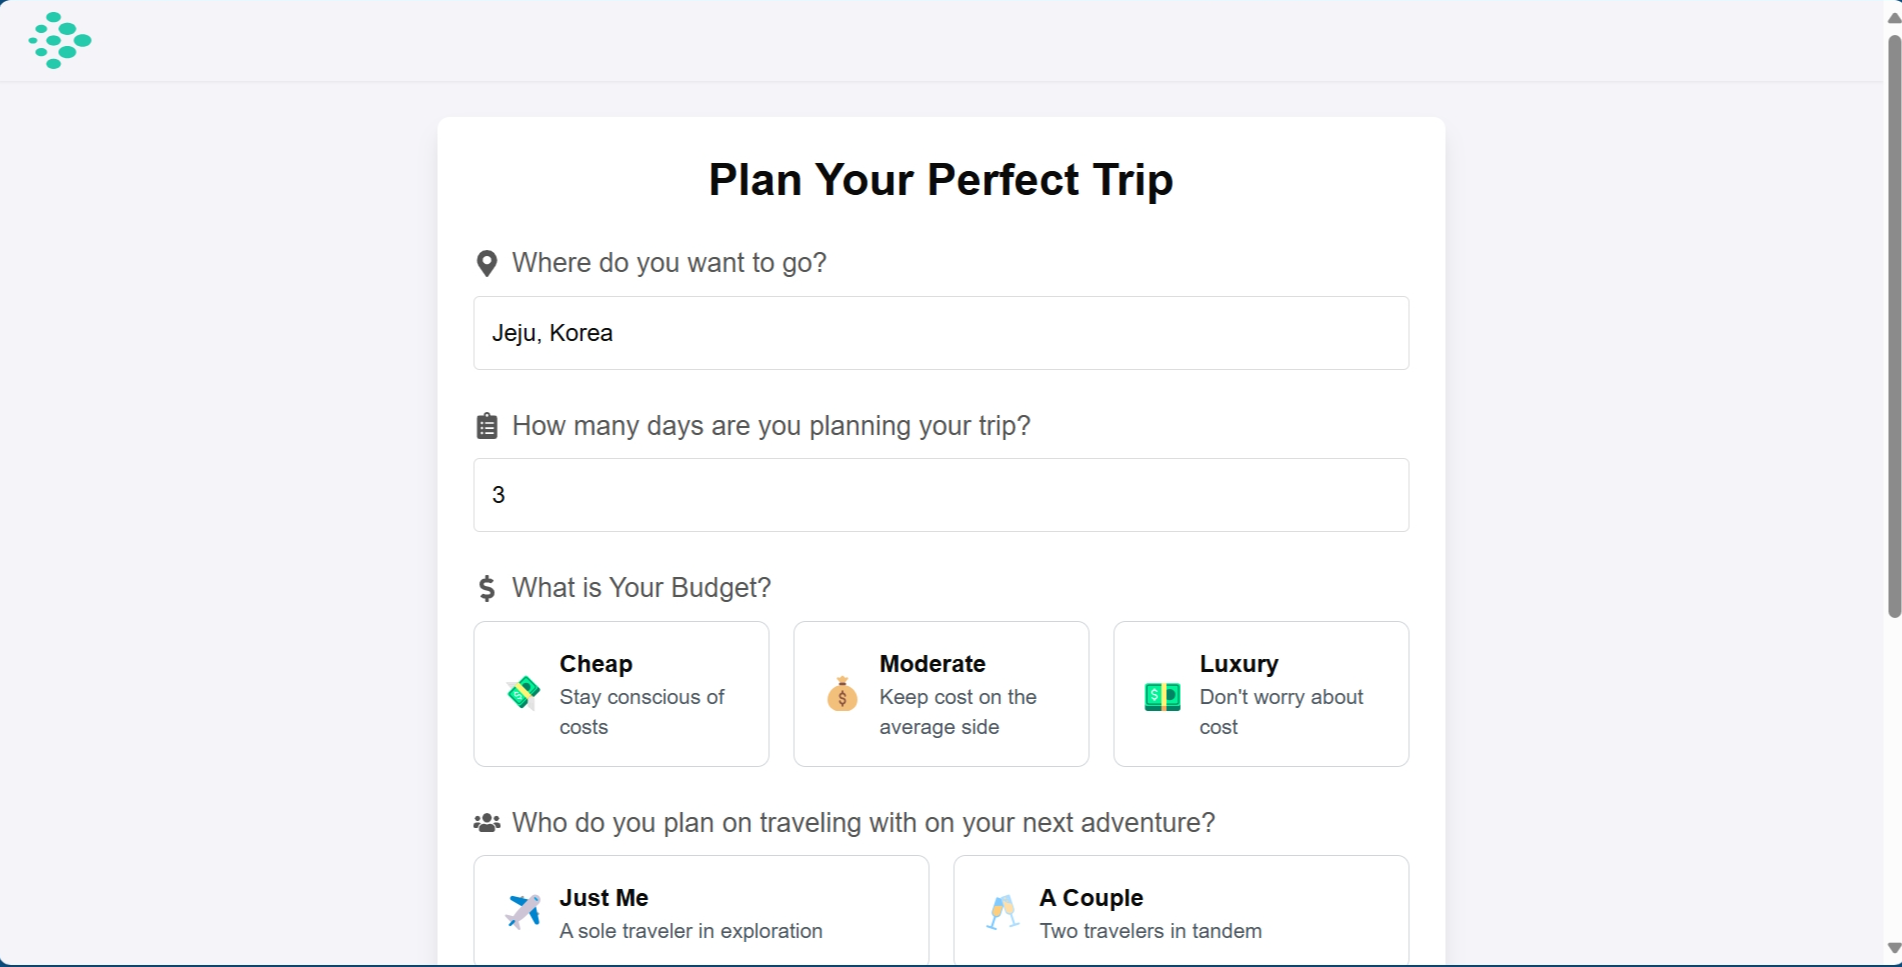 Plan Your Perfect Trip
Where do you want to go?
Jeju, Korea
How many days are you planning your trip?
3
What is Your Budget?
Cheap
Stay conscious of
costs
Moderate
Keep cost on the
average side
Luxury
Don't worry about
cost
Who do you plan on traveling with on your next adventure?
Just Me
A sole traveler in exploration
A Couple
Two travelers in tandem